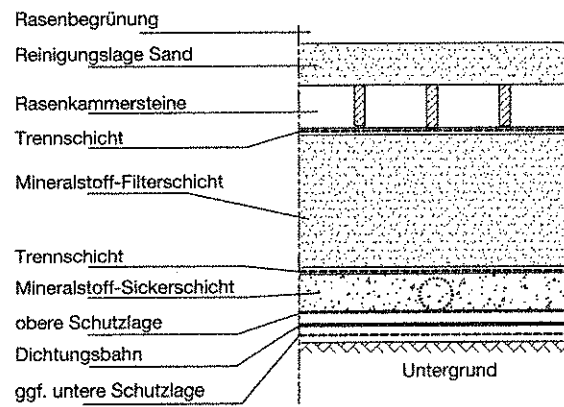 Rasenbegrünung
Reinigungslage Sand
Rasenkammersteine
Trennschicht
Mineralstoff-Filterschicht
Trennschicht
Mineralstoff-Sickerschicht
obere Schutzlage
Dichtungsbahn
ggf. untere Schutzlage
Untergrund